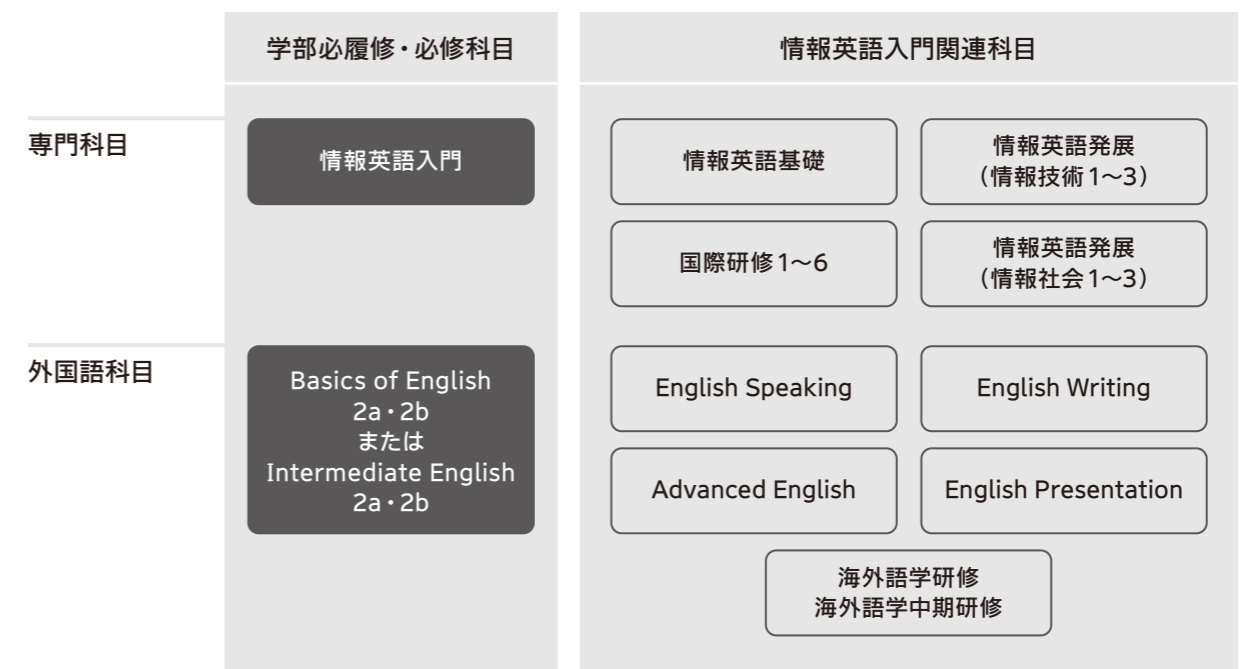 学部必履修・必修科目
情報英語入門関連科目
専門科目
情報英語入門
情報英語基礎
情報英語発展
（情報技術1〜3）
国際研修1〜6
情報英語発展
（情報社会1〜3）
外国語科目
Basics of English
2a・2b
または
Intermediate English
2a・2b
English Speaking
English Writing
Advanced English
English Presentation
海外語学研修
海外語学中期研修